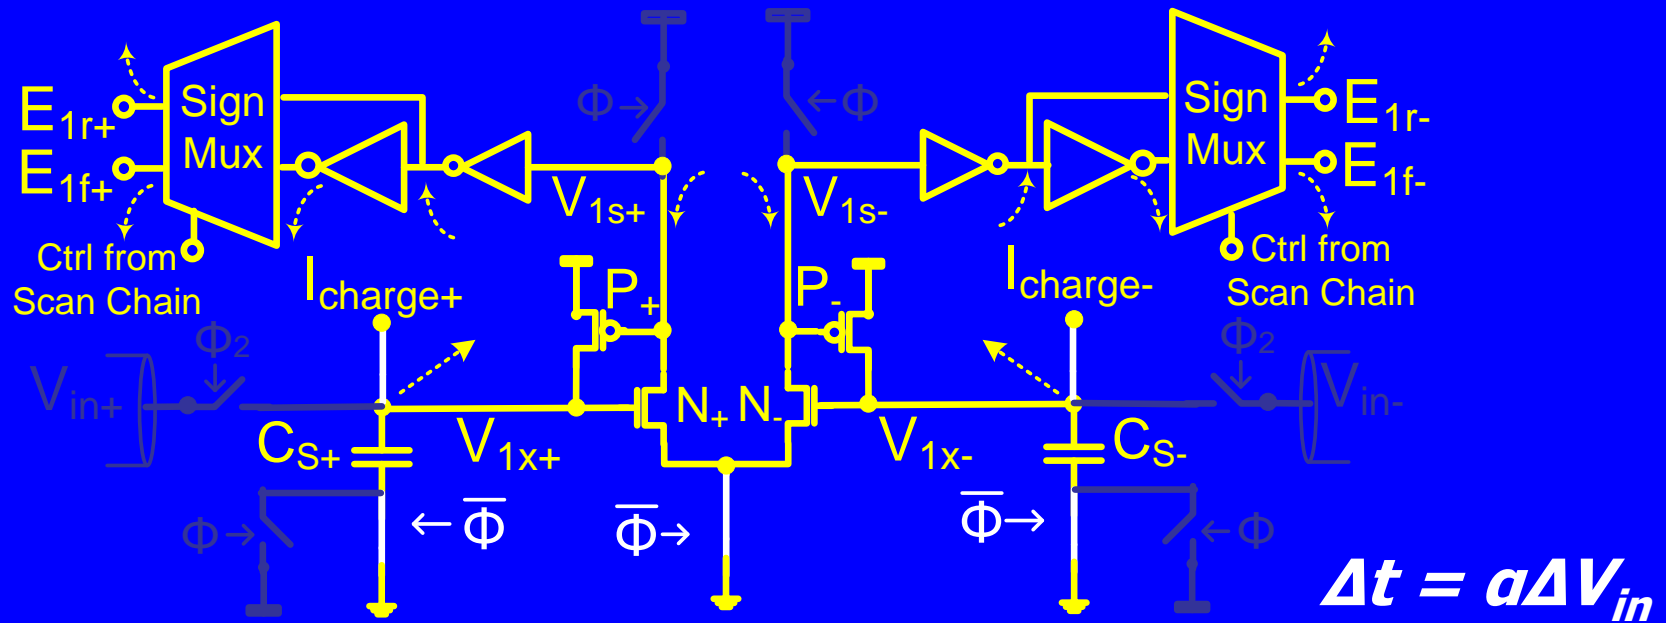 Φ
Φ
E1r+
Sign
Mux
E1f+
Ctrl from
Scan Chain
V1s+
V1s-
Sign
Mux
E1r-
E1f-
Ctrl from
Scan Chain
Icharge+
P+
P-
Icharge-
Φ2
Φ2
Vin+
Vin-
N+
N-
CS+
V1x+
V1x-
CS-
Φ
Φ̅
Φ̅
Φ̅
Φ
Δt = aΔVin